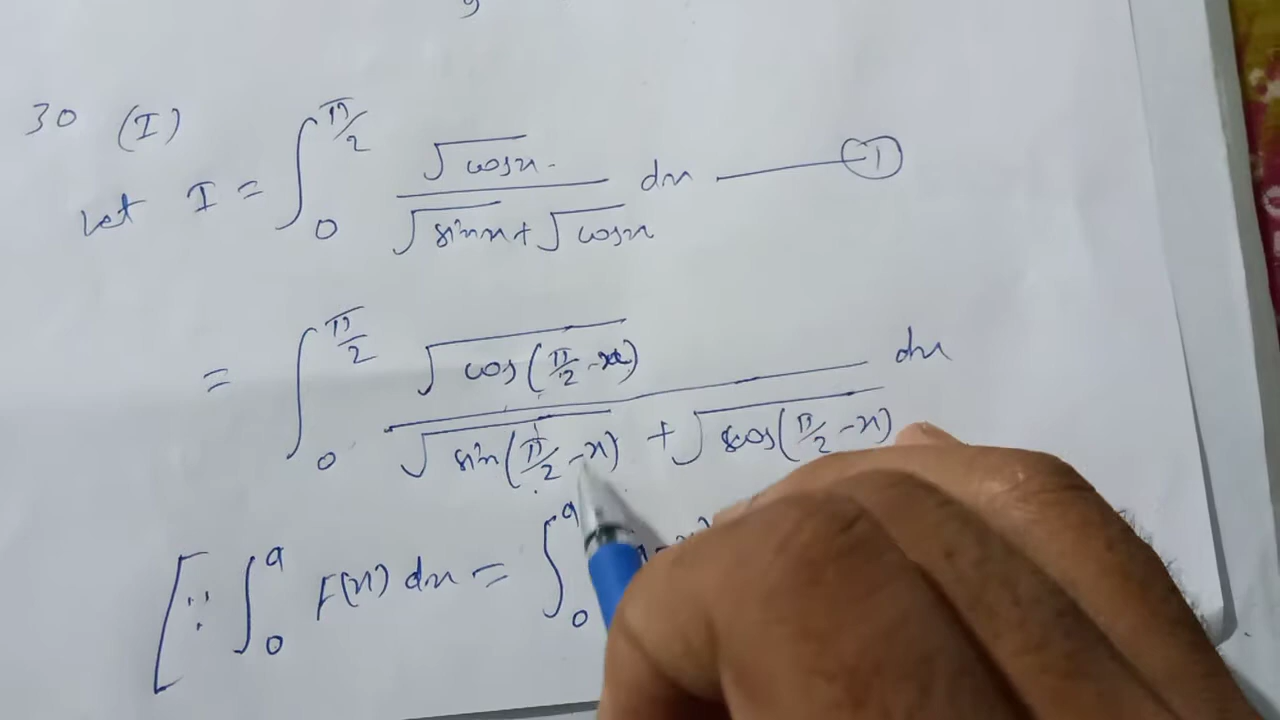 30 (I)
Let I = ∫₀^{π/2} √cosx / (√sinx + √cosx) dx — ①
= ∫₀^{π/2} √cos(π/2 - x) / (√sin(π/2 - x) + √cos(π/2 - x)) dx
[∵ ∫₀^a F(x) dx = ∫₀^a